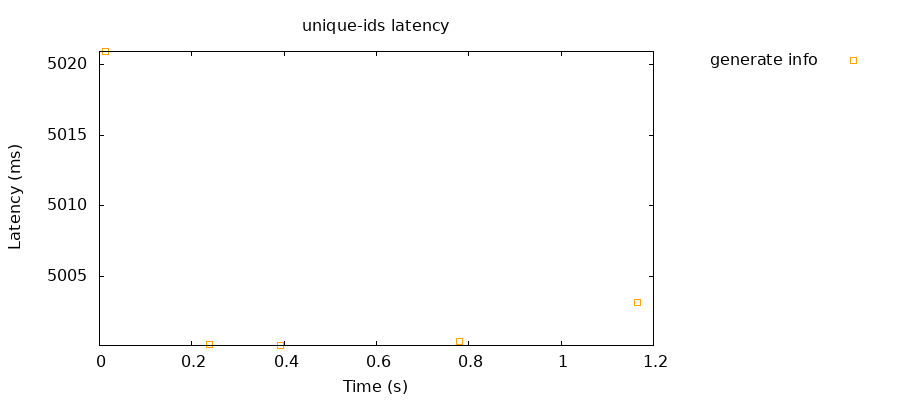 unique-ids latency
generate info
5020
5015
5010
5005
Latency (ms)
0 0.2 0.4 0.6 0.8 1 1.2
Time (s)